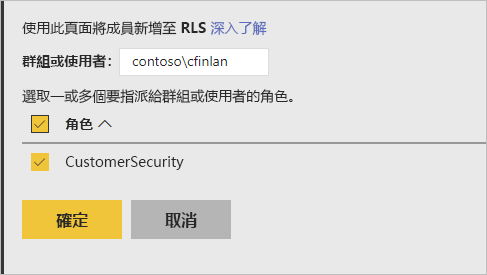 使用此頁面將成員新增至 RLS 深入了解
群組或使用者： contoso\cfinlan
選取一或多個要指派給群組或使用者的角色。
角色
CustomerSecurity
確定 取消